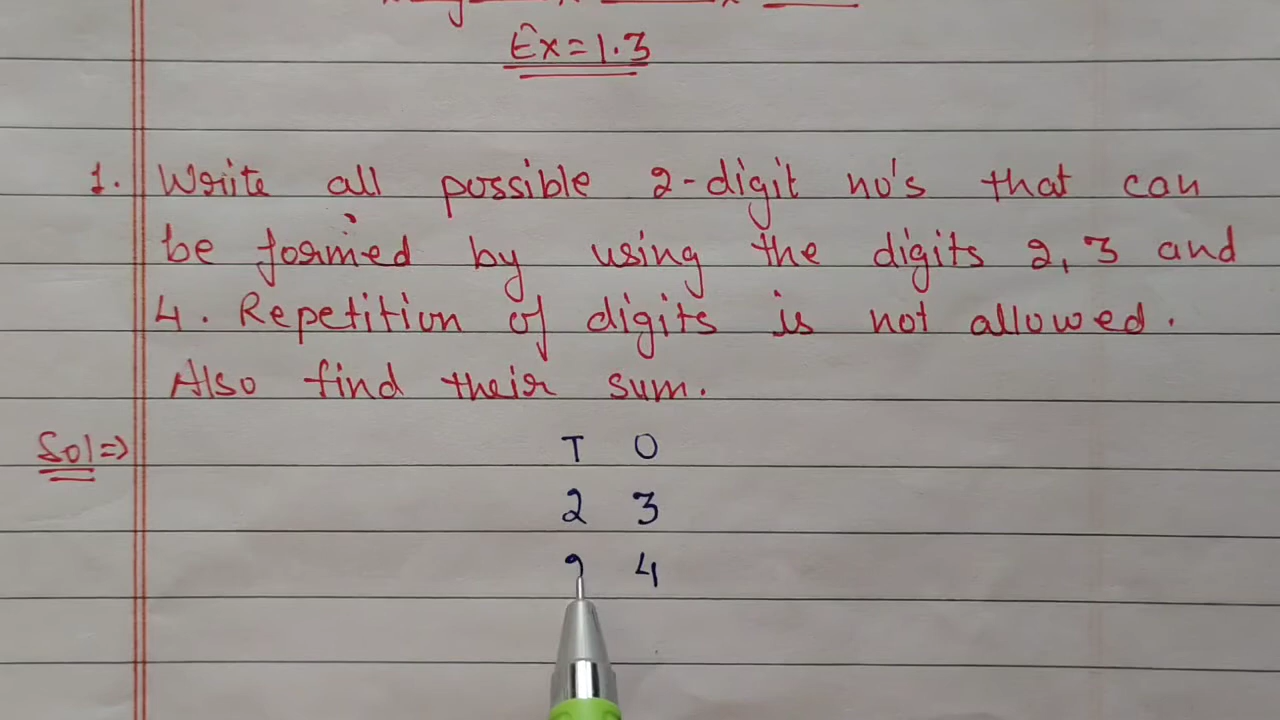 Ex=1.3
1. Write all possible 2-digit no's that can
be formed by using the digits 2, 3 and
4. Repetition of digits is not allowed.
Also find their sum.
Sol=>
T O
2 3
2 4